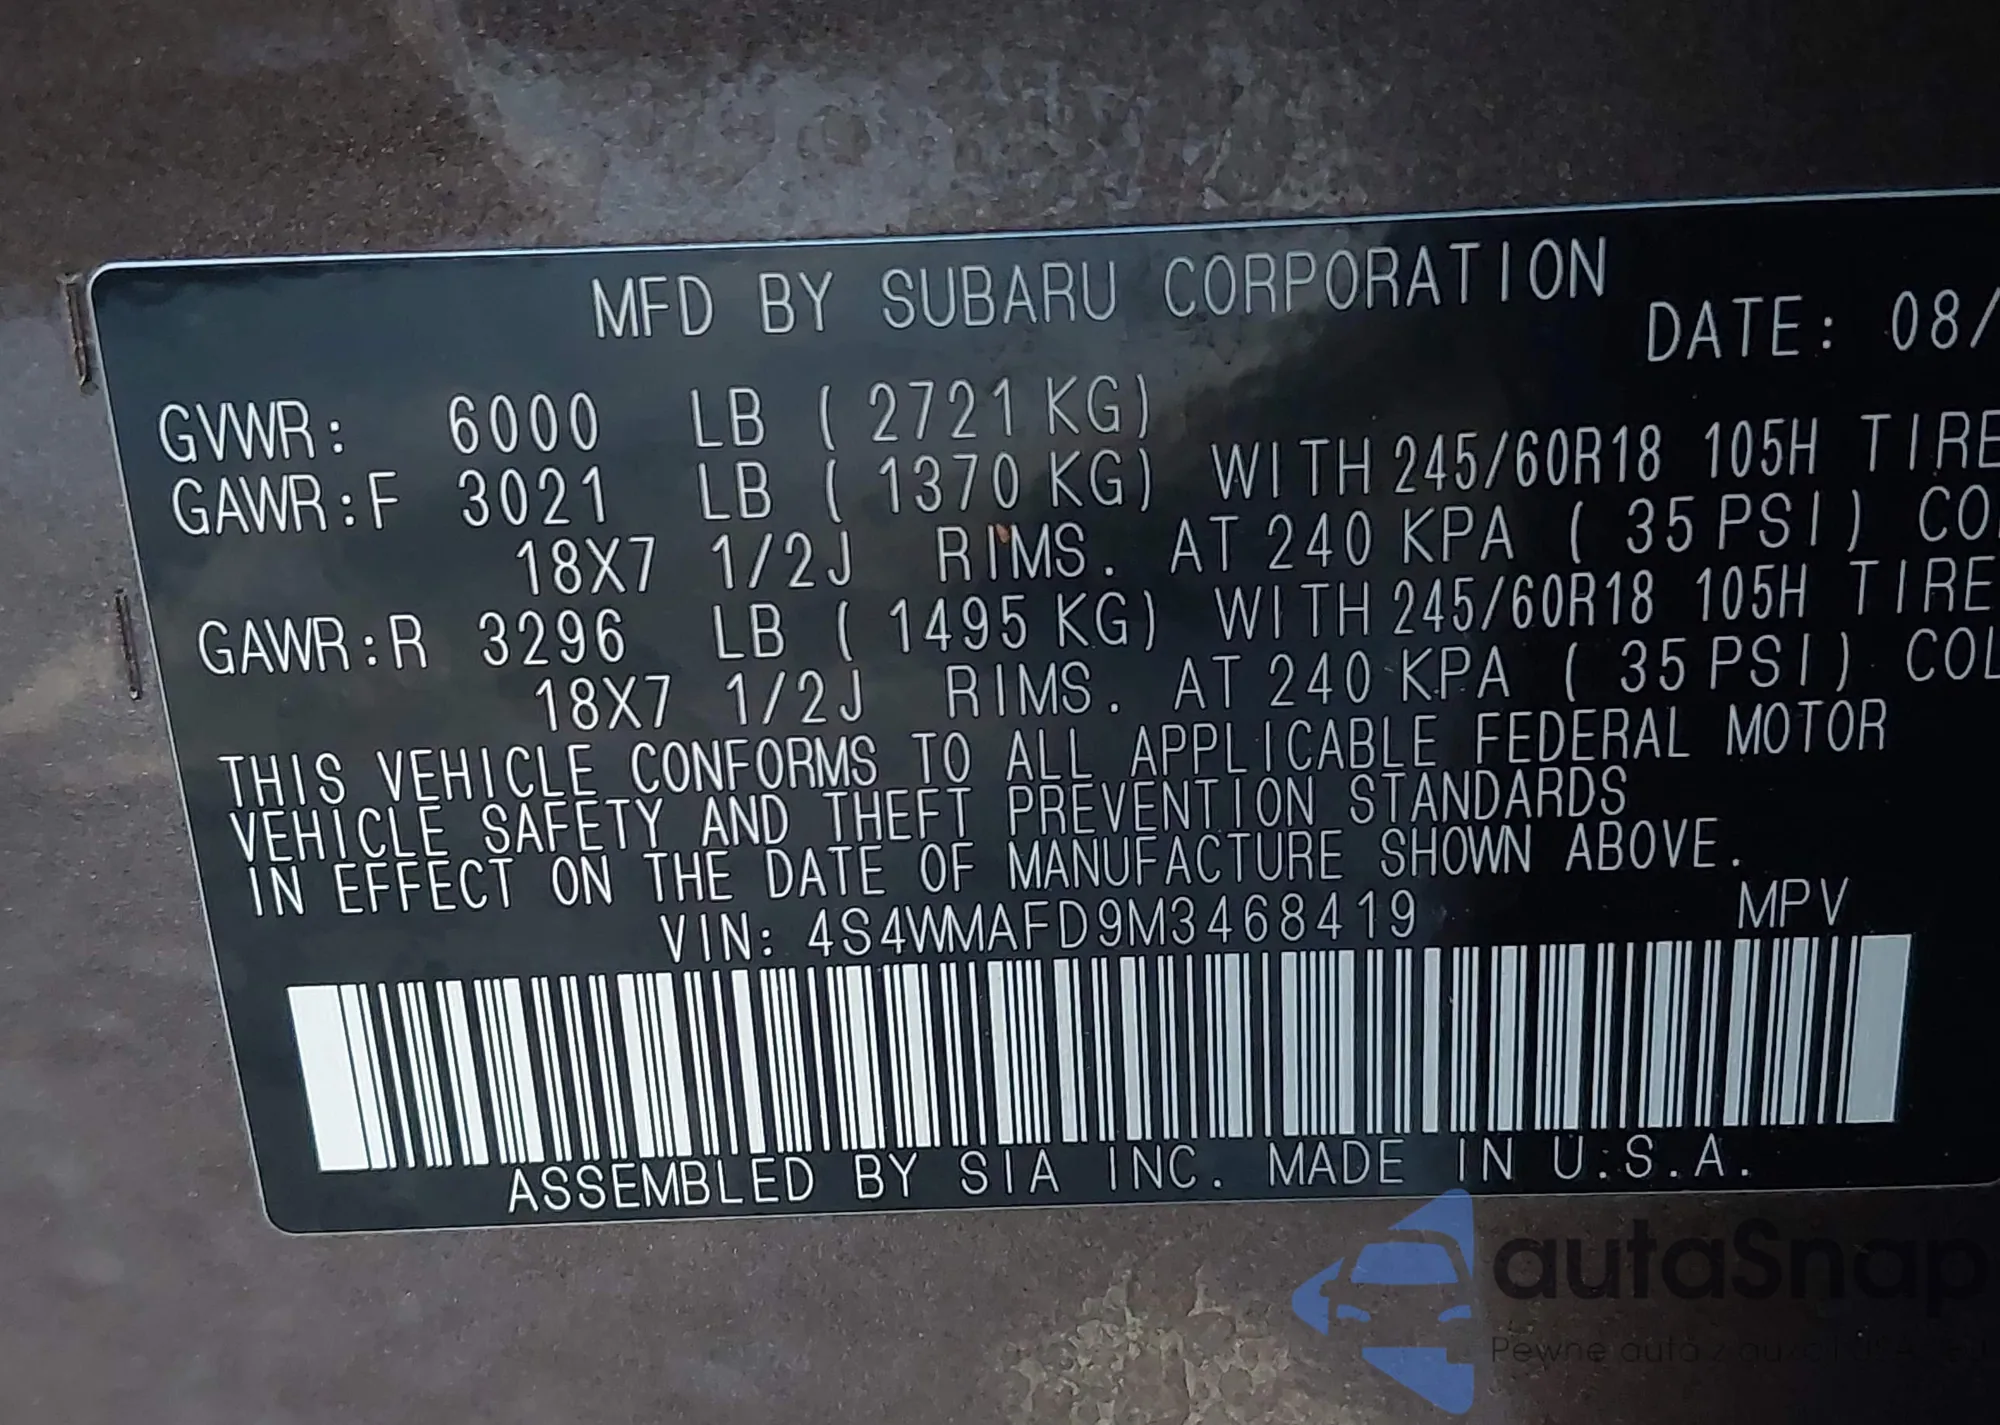 MFD BY SUBARU CORPORATION
DATE: 08/
GVWR: 6000 LB ( 2721 KG)
GAWR:F 3021 LB ( 1370 KG) WITH 245/60R18 105H TIRE
18X7 1/2J RIMS. AT 240 KPA ( 35 PSI) CO
GAWR:R 3296 LB ( 1495 KG) WITH 245/60R18 105H TIRE
18X7 1/2J RIMS. AT 240 KPA ( 35 PSI) COL
THIS VEHICLE CONFORMS TO ALL APPLICABLE FEDERAL MOTOR
VEHICLE SAFETY AND THEFT PREVENTION STANDARDS
IN EFFECT ON THE DATE OF MANUFACTURE SHOWN ABOVE.
VIN: 4S4WMAFD9M3468419 MPV
ASSEMBLED BY SIA INC. MADE IN U.S.A.
autaSnap
Pewne auta z